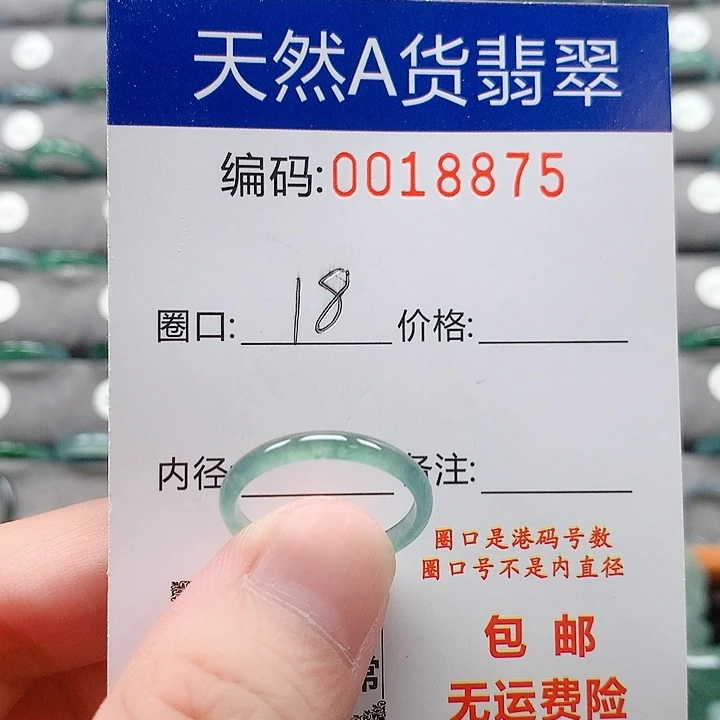 天然A货翡翠
编码:0018875
圈口: 18 价格:
内径: 备注:
圈口是港码号数
圈口号不是内直径
包邮
无运费险
常